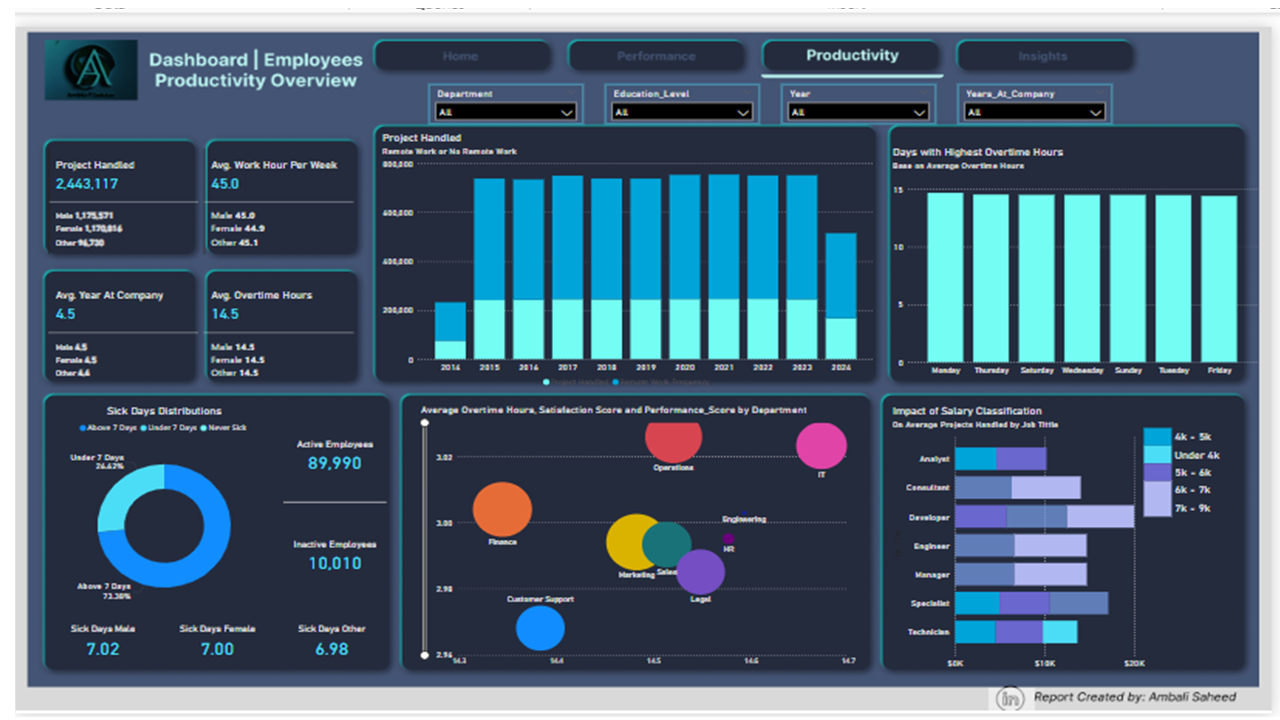 Dashboard | Employees
Productivity Overview
Home
Performance
Productivity
Insights
Department
All
Education_Level
All
Year
All
Years_At_Company
All
Project Handled
2,443,117
Male 1,175,571
Female 1,170,816
Other 96,730
Avg. Work Hour Per Week
45.0
Male 45.0
Female 44.9
Other 45.1
Avg. Year At Company
4.5
Male 4.5
Female 4.5
Other 4.4
Avg. Overtime Hours
14.5
Male 14.5
Female 14.5
Other 14.5
Project Handled
Remote Work or No Remote Work
800,000
600,000
400,000
200,000
0
2014 2015 2016 2017 2018 2019 2020 2021 2022 2023 2024
Project Handled Remote Work Frequency
Days with Highest Overtime Hours
Base on Average Overtime Hours
15
10
5
0
Monday Thursday Saturday Wednesday Sunday Tuesday Friday
Sick Days Distributions
Above 7 Days Under 7 Days Never Sick
Under 7 Days
26.62%
Above 7 Days
73.38%
Active Employees
89,990
Inactive Employees
10,010
Sick Days Male
7.02
Sick Days Female
7.00
Sick Days Other
6.98
Average Overtime Hours, Satisfaction Score and Performance_Score by Department
3.02
3.00
2.98
2.96
Operations
IT
Finance
Engineering
HR
Marketing
Sales
Legal
Customer Support
14.3 14.4 14.5 14.6 14.7
Impact of Salary Classification
On Average Projects Handled by Job Tittle
Analyst
Consultant
Developer
Engineer
Manager
Specialist
Technician
$0K $10K $20K
4k - 5k
Under 4k
5k - 6k
6k - 7k
7k - 9k
in
Report Created by: Ambali Saheed